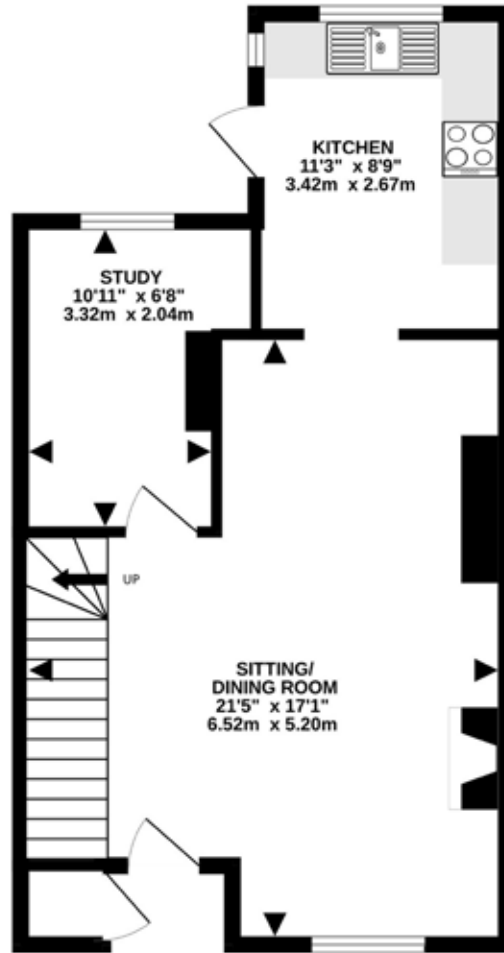 KITCHEN
11'3" x 8'9"
3.42m x 2.67m
STUDY
10'11" x 6'8"
3.32m x 2.04m
UP
SITTING/
DINING ROOM
21'5" x 17'1"
6.52m x 5.20m